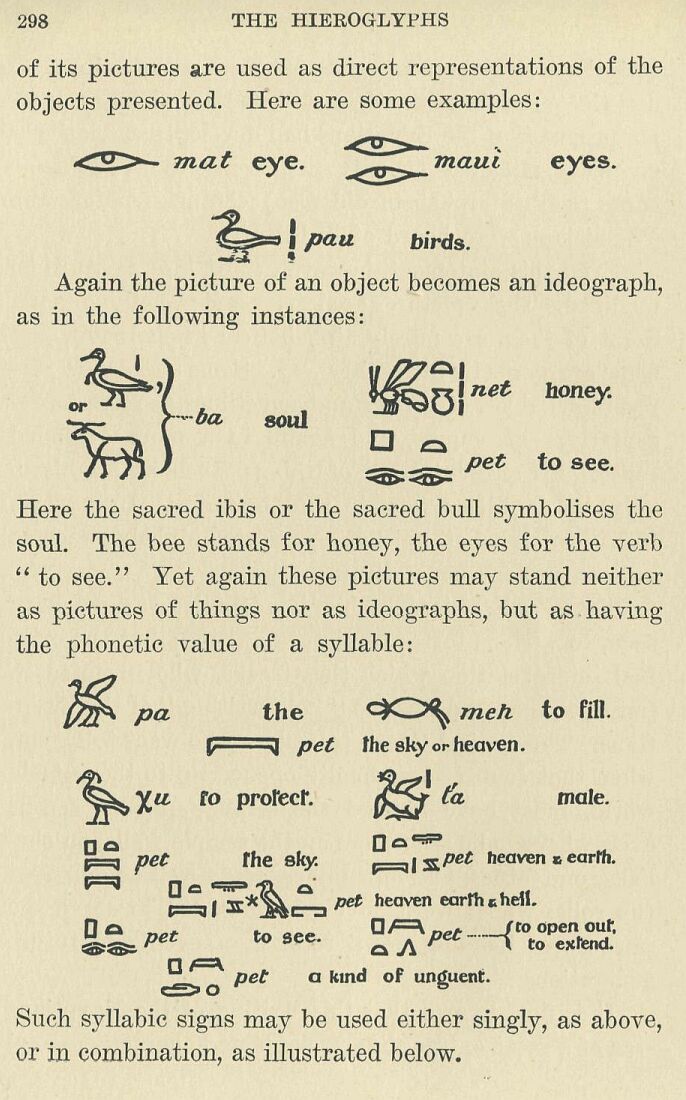 298 THE HIEROGLYPHS
of its pictures are used as direct representations of the
objects presented. Here are some examples:
mat eye. maui eyes.
pau birds.
Again the picture of an object becomes an ideograph,
as in the following instances:
or ba soul net honey.
pet to see.
Here the sacred ibis or the sacred bull symbolises the
soul. The bee stands for honey, the eyes for the verb
“ to see.” Yet again these pictures may stand neither
as pictures of things nor as ideographs, but as having
the phonetic value of a syllable:
pa the meh to fill.
pet the sky or heaven.
χu to protect. t'a male.
pet the sky. pet heaven & earth.
pet heaven earth & hell.
pet to see. pet to open out,
to extend.
pet a kind of unguent.
Such syllabic signs may be used either singly, as above,
or in combination, as illustrated below.